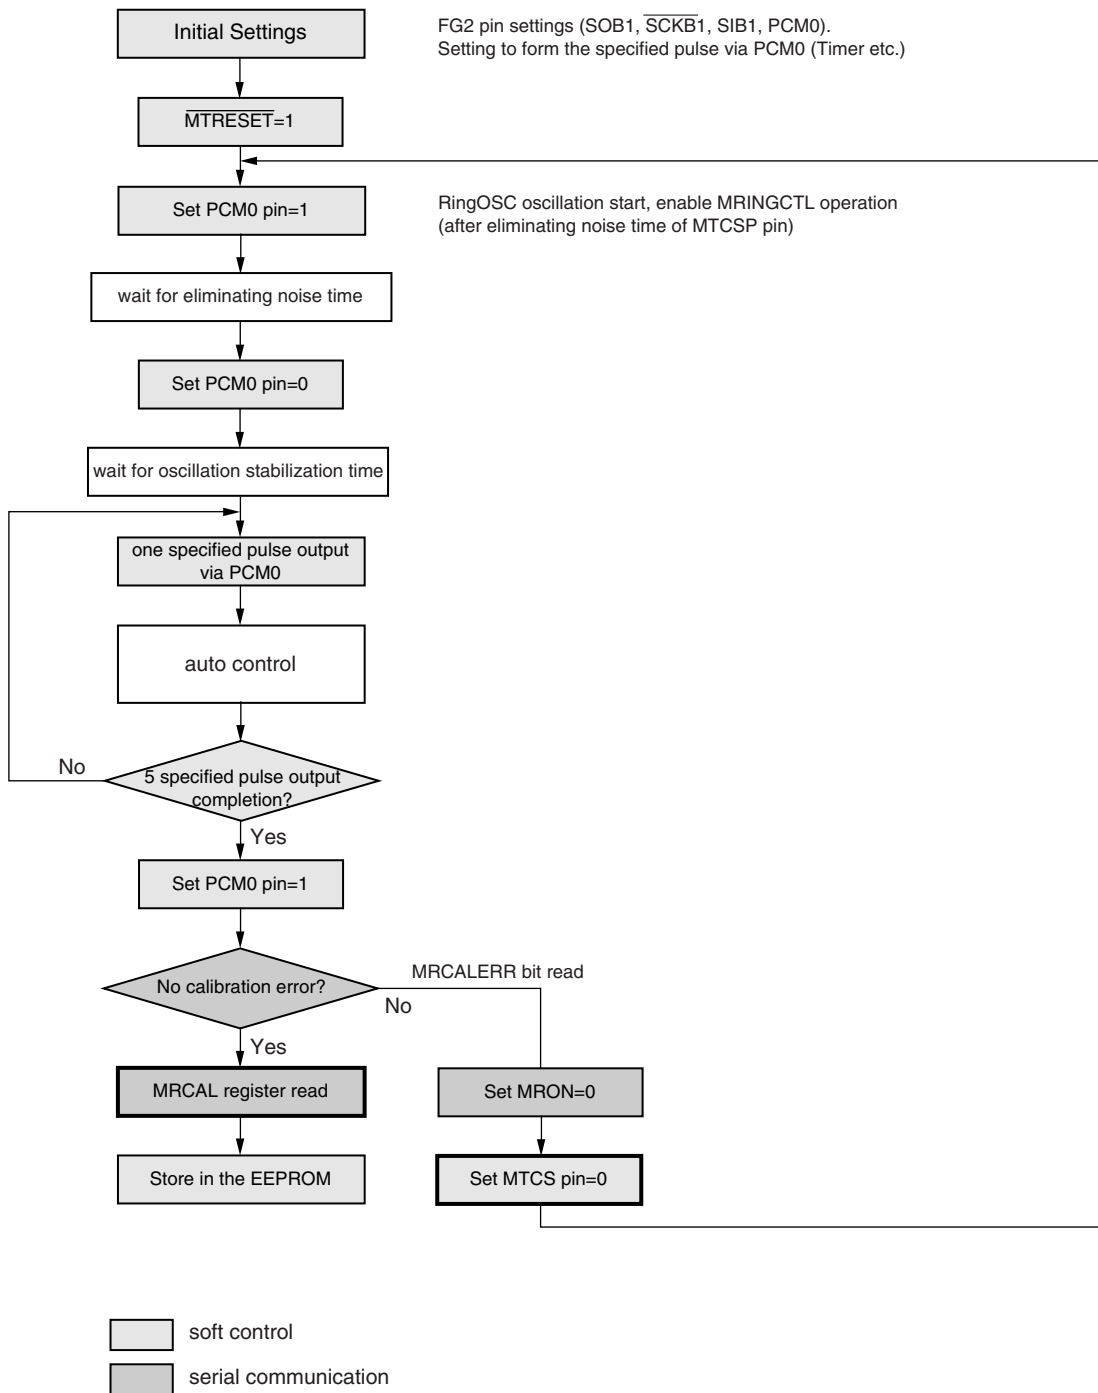 Initial Settings
FG2 pin settings (SOB1, SCKB1, SIB1, PCM0).
Setting to form the specified pulse via PCM0 (Timer etc.)
MTRESET=1
Set PCM0 pin=1
RingOSC oscillation start, enable MRINGCTL operation
(after eliminating noise time of MTCSP pin)
wait for eliminating noise time
Set PCM0 pin=0
wait for oscillation stabilization time
one specified pulse output
via PCM0
auto control
No
5 specified pulse output
completion?
Yes
Set PCM0 pin=1
No calibration error?
MRCALERR bit read
No
Yes
MRCAL register read
Set MRON=0
Store in the EEPROM
Set MTCS pin=0
soft control
serial communication